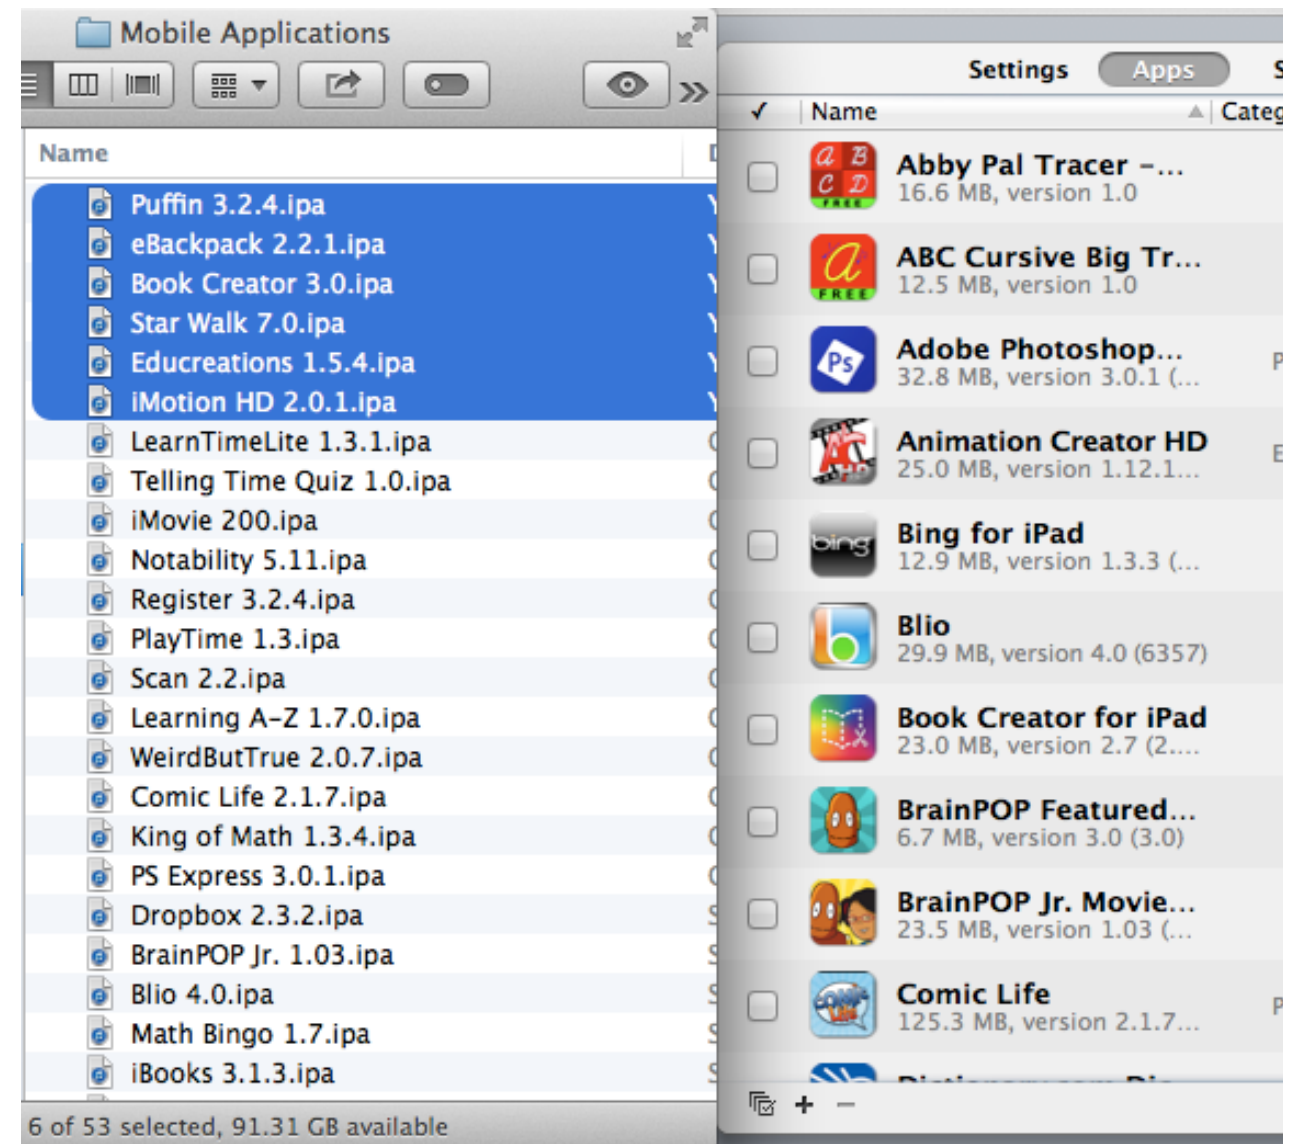 Mobile Applications
Name
Puffin 3.2.4.ipa
eBackpack 2.2.1.ipa
Book Creator 3.0.ipa
Star Walk 7.0.ipa
Educreations 1.5.4.ipa
iMotion HD 2.0.1.ipa
LearnTimeLite 1.3.1.ipa
Telling Time Quiz 1.0.ipa
iMovie 200.ipa
Notability 5.11.ipa
Register 3.2.4.ipa
PlayTime 1.3.ipa
Scan 2.2.ipa
Learning A-Z 1.7.0.ipa
WeirdButTrue 2.0.7.ipa
Comic Life 2.1.7.ipa
King of Math 1.3.4.ipa
PS Express 3.0.1.ipa
Dropbox 2.3.2.ipa
BrainPOP Jr. 1.03.ipa
Blio 4.0.ipa
Math Bingo 1.7.ipa
iBooks 3.1.3.ipa
6 of 53 selected, 91.31 GB available
Settings Apps S
✓ Name Categ
A B
C D
FREE
Abby Pal Tracer –...
16.6 MB, version 1.0
a
FREE
ABC Cursive Big Tr...
12.5 MB, version 1.0
Ps
Adobe Photoshop... P
32.8 MB, version 3.0.1 (...
HD
Animation Creator HD E
25.0 MB, version 1.12.1...
bing
Bing for iPad
12.9 MB, version 1.3.3 (...
b
Blio
29.9 MB, version 4.0 (6357)
Book Creator for iPad
23.0 MB, version 2.7 (2....
BrainPOP Featured...
6.7 MB, version 3.0 (3.0)
BrainPOP Jr. Movie...
23.5 MB, version 1.03 (...
COMIC
Life
Comic Life P
125.3 MB, version 2.1.7...